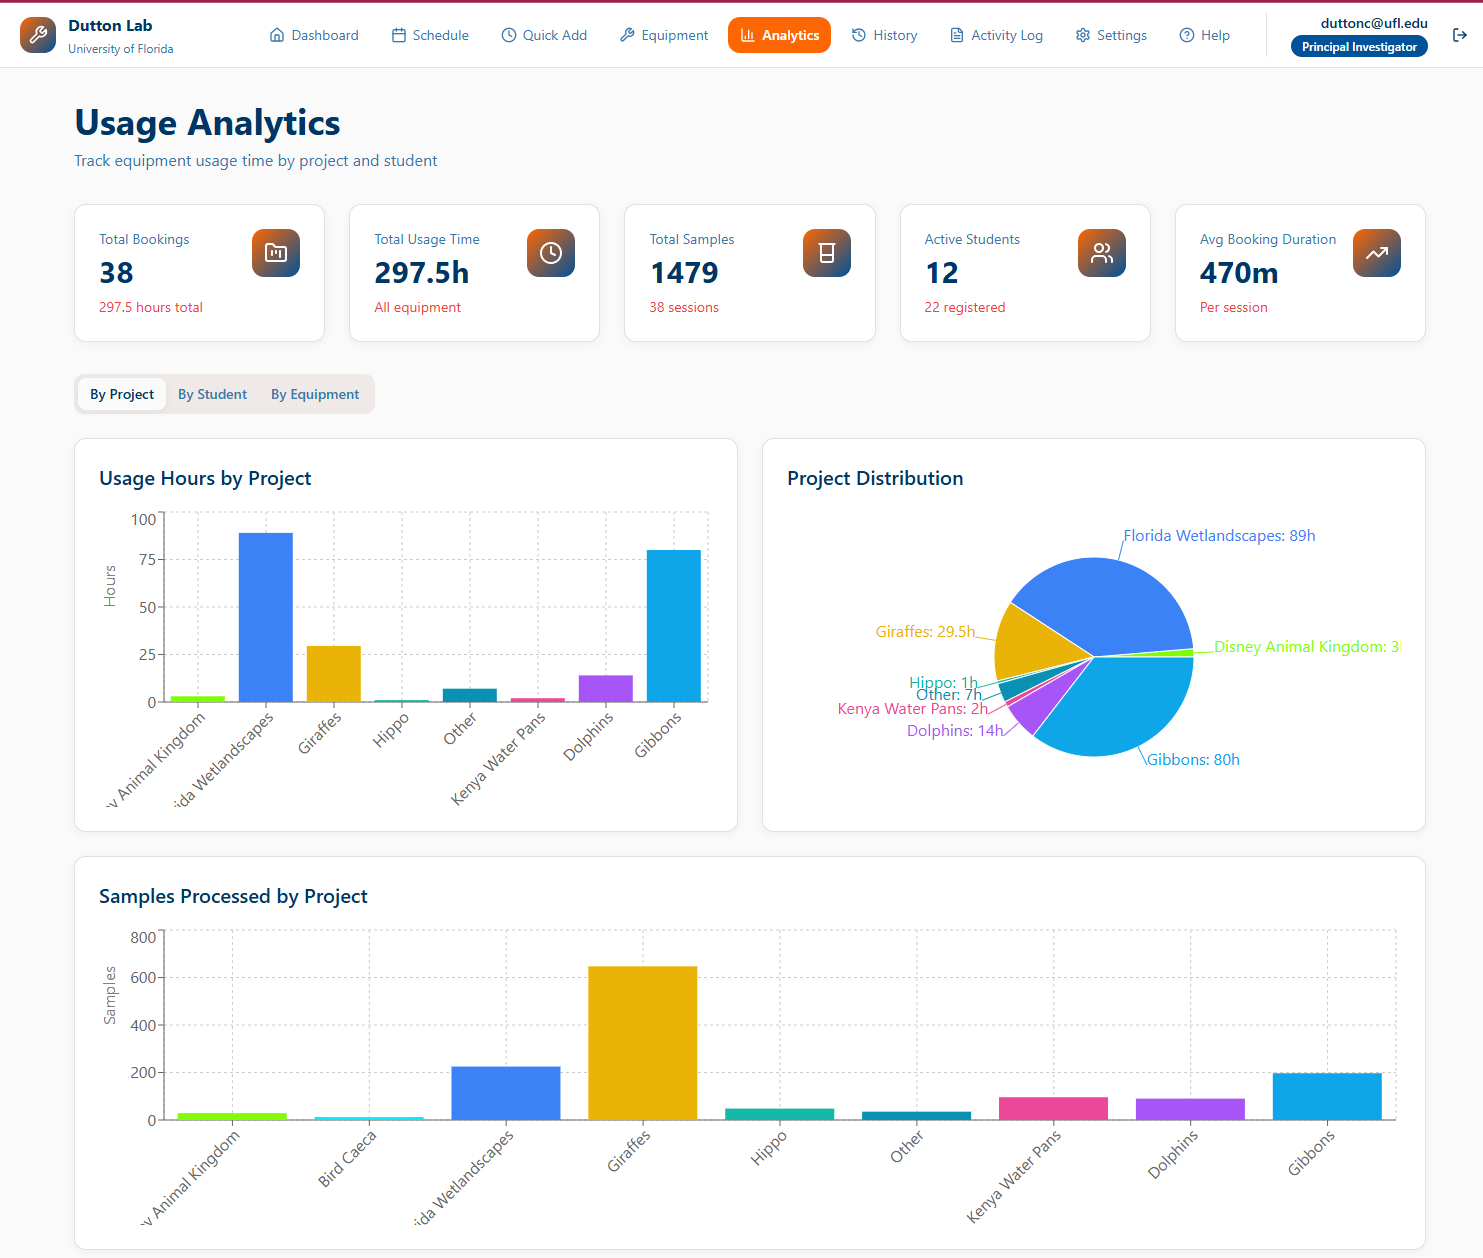 Dutton Lab
University of Florida
Dashboard
Schedule
Quick Add
Equipment
Analytics
History
Activity Log
Settings
Help
duttonc@ufl.edu
Principal Investigator
Usage Analytics
Track equipment usage time by project and student
Total Bookings
38
297.5 hours total
Total Usage Time
297.5h
All equipment
Total Samples
1479
38 sessions
Active Students
12
22 registered
Avg Booking Duration
470m
Per session
By Project
By Student
By Equipment
Usage Hours by Project
100
75
50
25
0
Hours
Animal Kingdom
Wetlandscapes
Giraffes
Hippo
Other
Kenya Water Pans
Dolphins
Gibbons
Project Distribution
Florida Wetlandscapes: 89h
Giraffes: 29.5h
Disney Animal Kingdom: 3
Hippo: 1h
Other: 7h
Kenya Water Pans: 2h
Dolphins: 14h
Gibbons: 80h
Samples Processed by Project
800
600
400
200
0
Samples
Animal Kingdom
Bird Caeca
Wetlandscapes
Giraffes
Hippo
Other
Kenya Water Pans
Dolphins
Gibbons